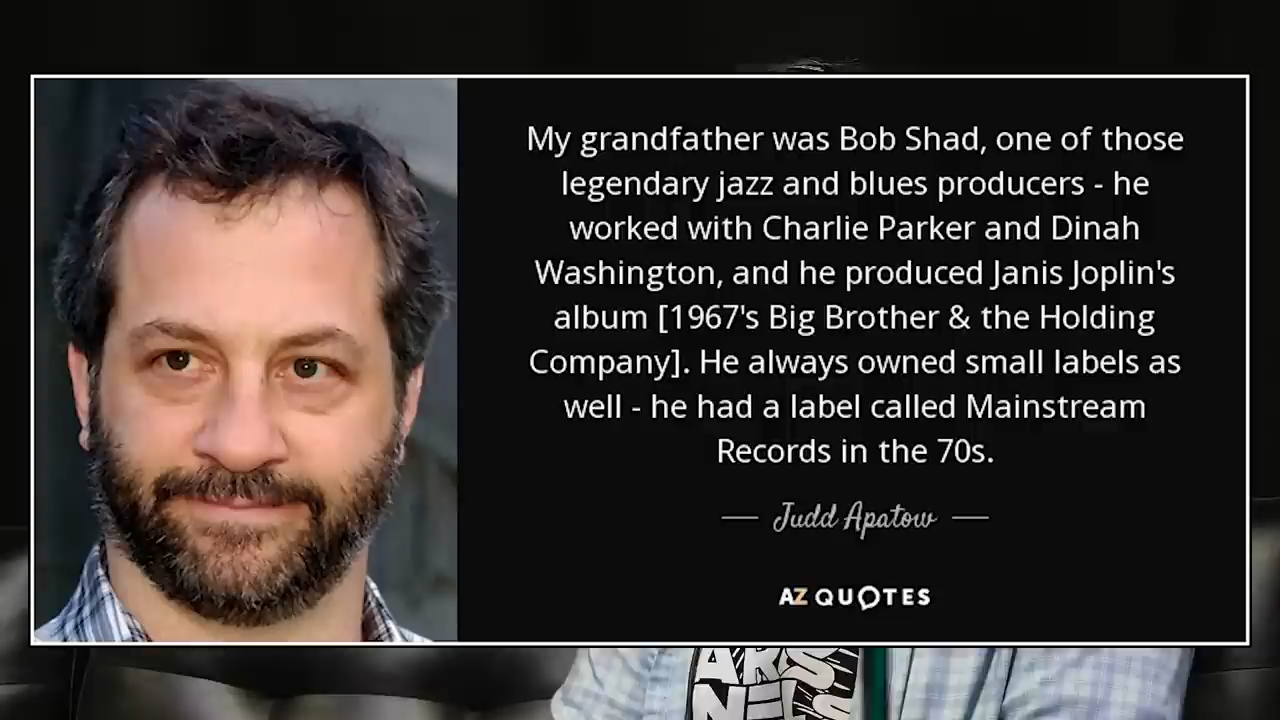 My grandfather was Bob Shad, one of those
legendary jazz and blues producers - he
worked with Charlie Parker and Dinah
Washington, and he produced Janis Joplin's
album [1967's Big Brother & the Holding
Company]. He always owned small labels as
well - he had a label called Mainstream
Records in the 70s.
Judd Apatow
AZ QUOTES